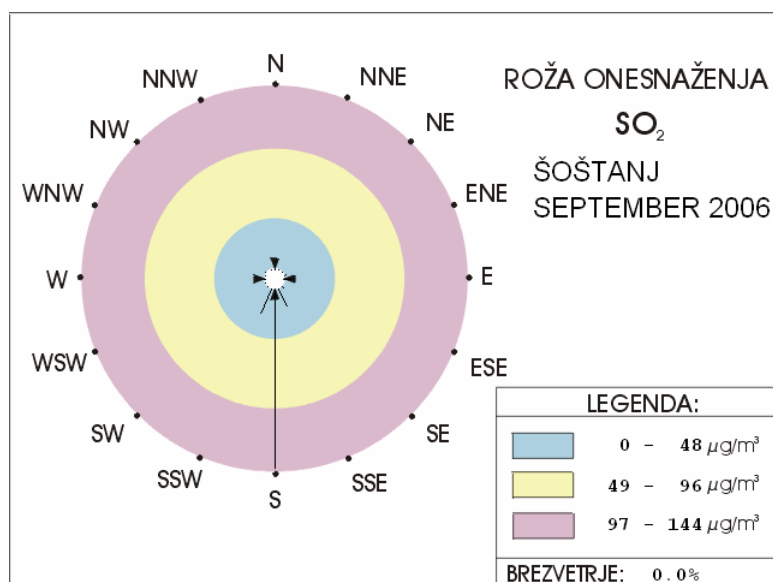 ROŽA ONESNAŽENJA
SO₂
ŠOŠTANJ
SEPTEMBER 2006
N
NNE
NE
ENE
E
ESE
SE
SSE
S
SSW
SW
WSW
W
WNW
NW
NNW
LEGENDA:
0 - 48 µg/m³
49 - 96 µg/m³
97 - 144 µg/m³
BREZVETRJE: 0.0%